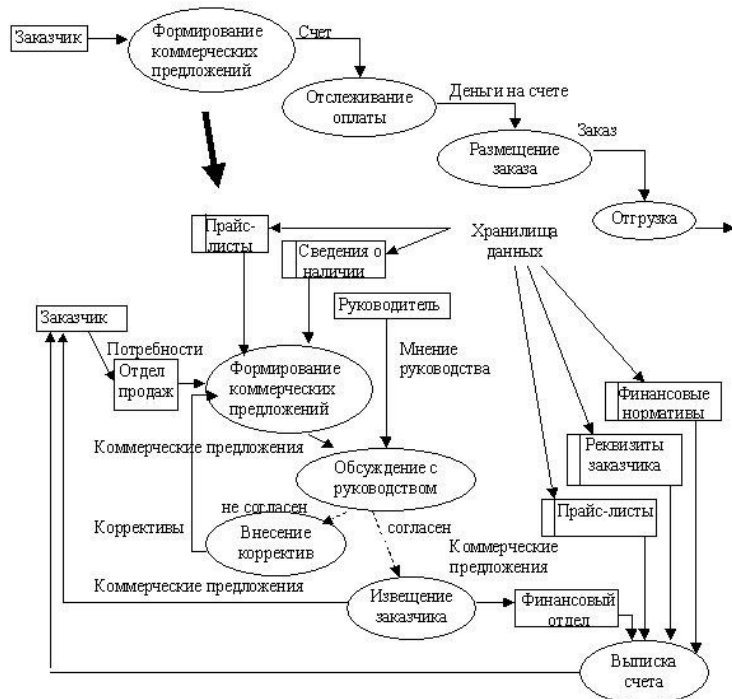 Заказчик
Формирование
коммерческих
предложений
Счет
Отслеживание
оплаты
Деньги на счете
Размещение
заказа
Заказ
Отгрузка
Прайс-
листы
Сведения о
наличии
Хранилища
данных
Заказчик
Руководитель
Потребности
Отдел
продаж
Формирование
коммерческих
предложений
Мнение
руководства
Финансовые
нормативы
Коммерческие предложения
Обсуждение с
руководством
Реквизиты
заказчика
Прайс-листы
не согласен
Коррективы
Внесение
корректив
согласен
Коммерческие
предложения
Коммерческие предложения
Извещение
заказчика
Финансовый
отдел
Выписка
счета